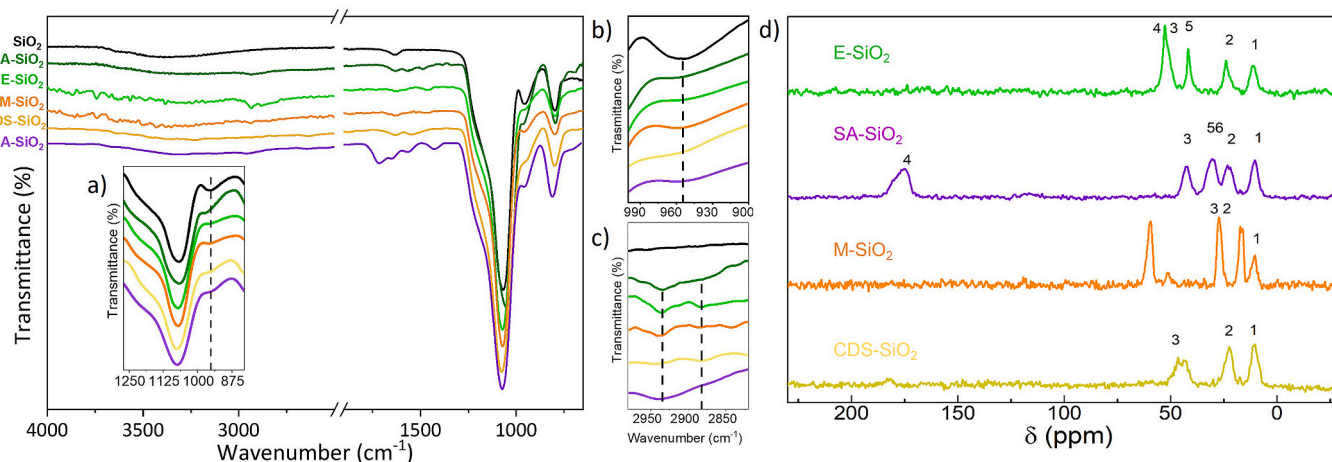 SiO2
A-SiO2
E-SiO2
M-SiO2
DS-SiO2
A-SiO2
Transmittance (%)
4000 3500 3000 1500 1000
Wavenumber (cm-1)
a)
Transmittance (%)
1250 1125 1000 875
b)
Transmittance (%)
990 960 930 900
c)
Transmittance (%)
2950 2900 2850
Wavenumber (cm-1)
d)
E-SiO2
4 3 5 2 1
SA-SiO2
4 3 56 2 1
M-SiO2
3 2 1
CDS-SiO2
3 2 1
200 150 100 50 0
δ (ppm)